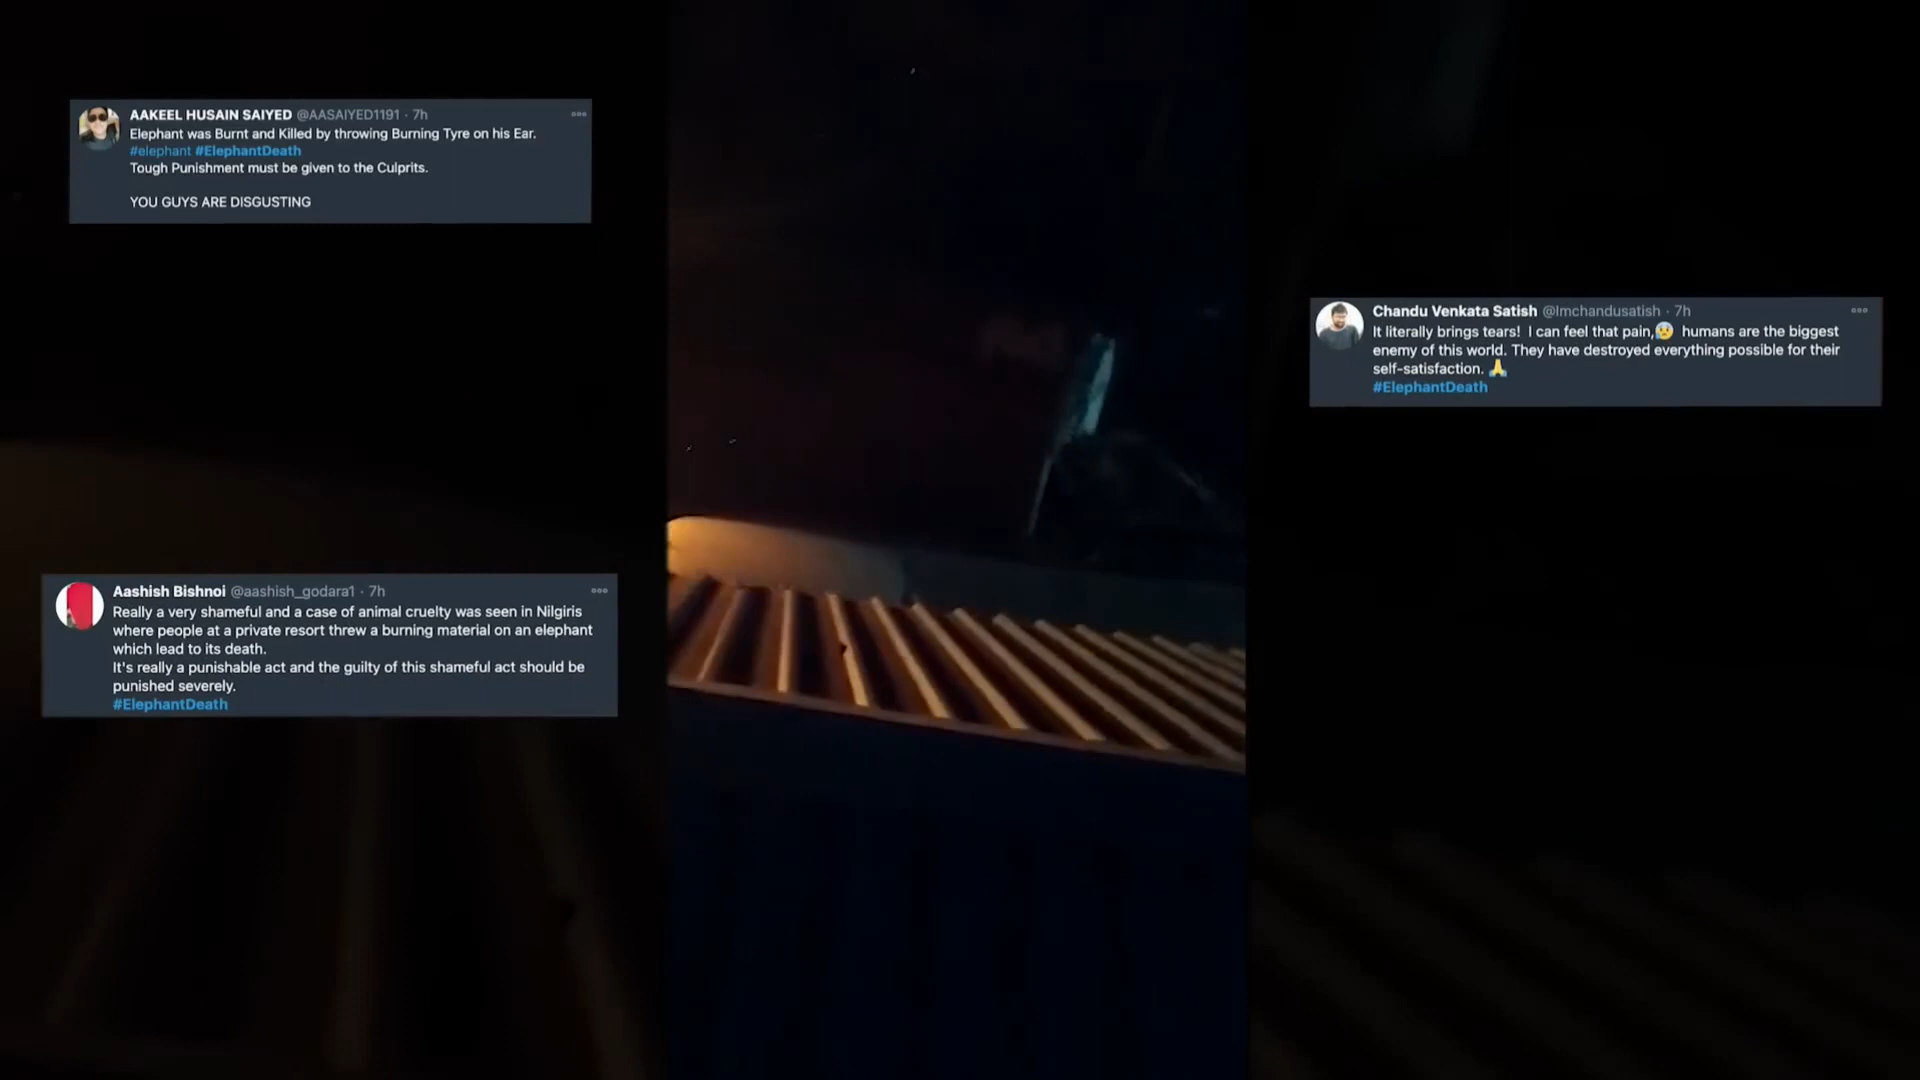 AAKEEL HUSAIN SAIYED @AASAIYED1191 · 7h
Elephant was Burnt and Killed by throwing Burning Tyre on his Ear.
#elephant #ElephantDeath
Tough Punishment must be given to the Culprits.
YOU GUYS ARE DISGUSTING
Chandu Venkata Satish @Imchandusatish · 7h
It literally brings tears! I can feel that pain,😰 humans are the biggest
enemy of this world. They have destroyed everything possible for their
self-satisfaction. 🙏
#ElephantDeath
Aashish Bishnoi @aashish_godara1 · 7h
Really a very shameful and a case of animal cruelty was seen in Nilgiris
where people at a private resort threw a burning material on an elephant
which lead to its death.
It's really a punishable act and the guilty of this shameful act should be
punished severely.
#ElephantDeath